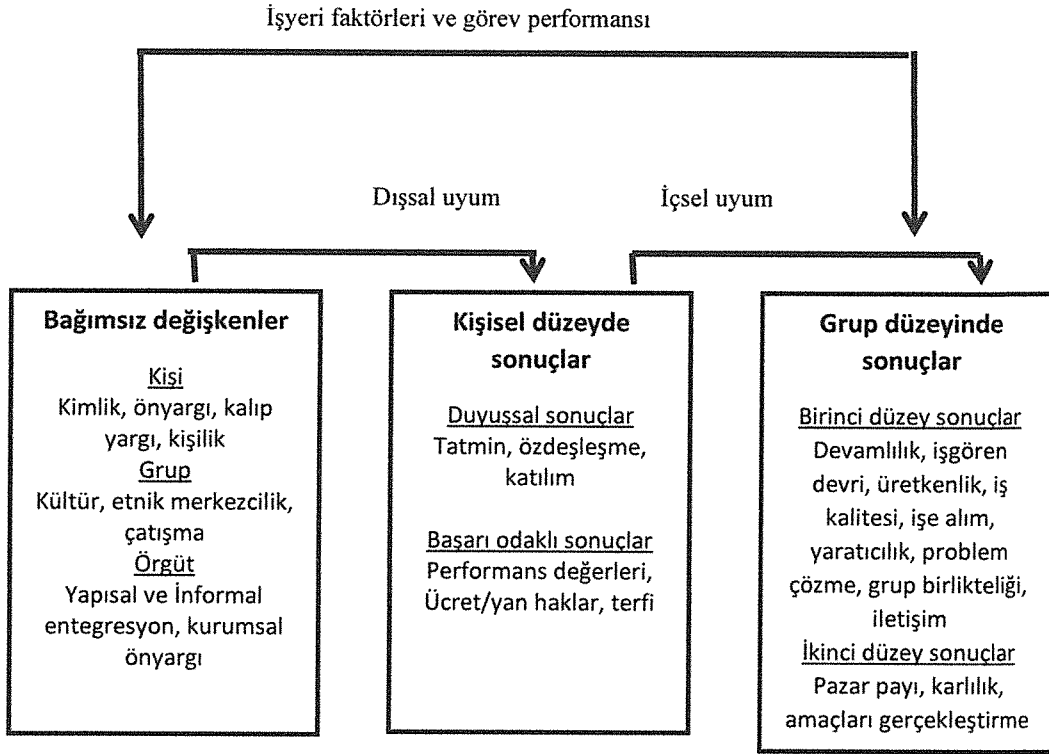 İşyeri faktörleri ve görev performansı
Dışsal uyum
İçsel uyum
Bağımsız değişkenler
Kişi
Kimlik, önyargı, kalıp
yargı, kişilik
Grup
Kültür, etnik merkezcilik,
çatışma
Örgüt
Yapısal ve İnformal
entegresyon, kurumsal
önyargı
Kişisel düzeyde
sonuçlar
Duyuşsal sonuçlar
Tatmin, özdeşleşme,
katılım
Başarı odaklı sonuçlar
Performans değerleri,
Ücret/yan haklar, terfi
Grup düzeyinde
sonuçlar
Birinci düzey sonuçlar
Devamlılık, işgören
devri, üretkenlik, iş
kalitesi, işe alım,
yaratıcılık, problem
çözme, grup birlikteliği,
iletişim
İkinci düzey sonuçlar
Pazar payı, karlılık,
amaçları gerçekleştirme